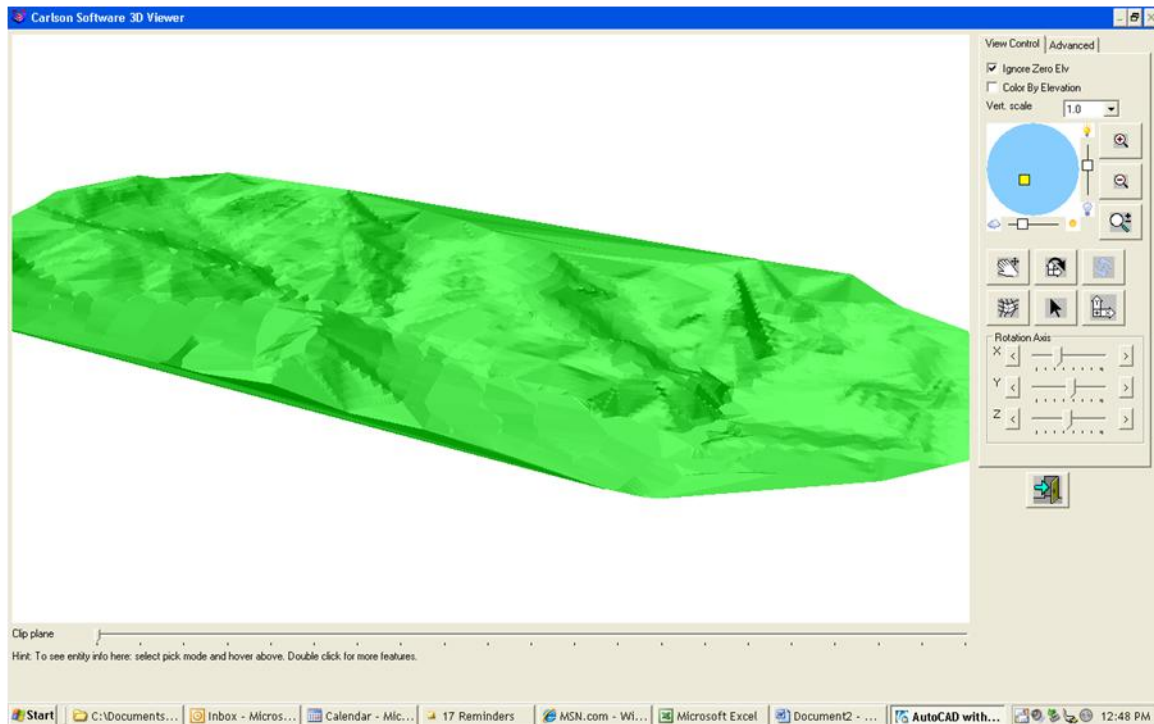 Carlson Software 3D Viewer
View Control
Advanced
Ignore Zero Elv
Color By Elevation
Vert. scale
1.0
Rotation Axis
X < >
Y < >
Z < >
Clip plane
Hint: To see entity info here: select pick mode and hover above. Double click for more features.
Start
C:\Documents...
Inbox - Micros...
Calendar - Mic...
17 Reminders
MSN.com - Wi...
Microsoft Excel
Document2 - ...
AutoCAD with...
12:48 PM